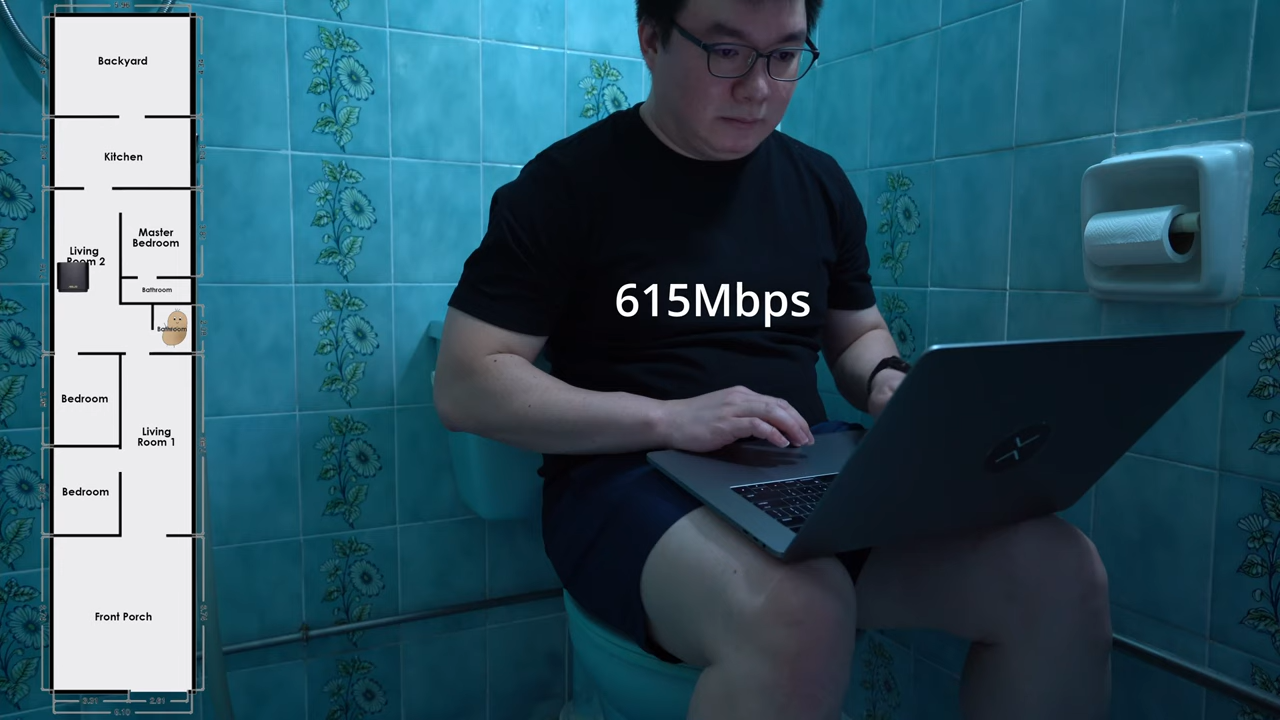 Backyard
Kitchen
Master
Bedroom
Living
Room 2
Bathroom
Bathroom
Bedroom
Living
Room 1
Bedroom
Front Porch
615Mbps